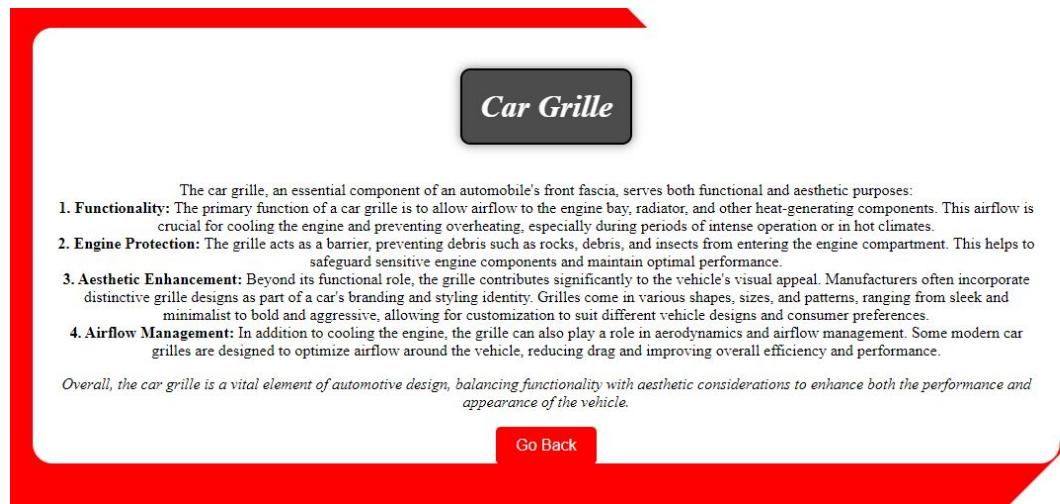 Car Grille
The car grille, an essential component of an automobile's front fascia, serves both functional and aesthetic purposes:
1. Functionality: The primary function of a car grille is to allow airflow to the engine bay, radiator, and other heat-generating components. This airflow is
crucial for cooling the engine and preventing overheating, especially during periods of intense operation or in hot climates.
2. Engine Protection: The grille acts as a barrier, preventing debris such as rocks, debris, and insects from entering the engine compartment. This helps to
safeguard sensitive engine components and maintain optimal performance.
3. Aesthetic Enhancement: Beyond its functional role, the grille contributes significantly to the vehicle's visual appeal. Manufacturers often incorporate
distinctive grille designs as part of a car's branding and styling identity. Grilles come in various shapes, sizes, and patterns, ranging from sleek and
minimalist to bold and aggressive, allowing for customization to suit different vehicle designs and consumer preferences.
4. Airflow Management: In addition to cooling the engine, the grille can also play a role in aerodynamics and airflow management. Some modern car
grilles are designed to optimize airflow around the vehicle, reducing drag and improving overall efficiency and performance.
Overall, the car grille is a vital element of automotive design, balancing functionality with aesthetic considerations to enhance both the performance and
appearance of the vehicle.
Go Back